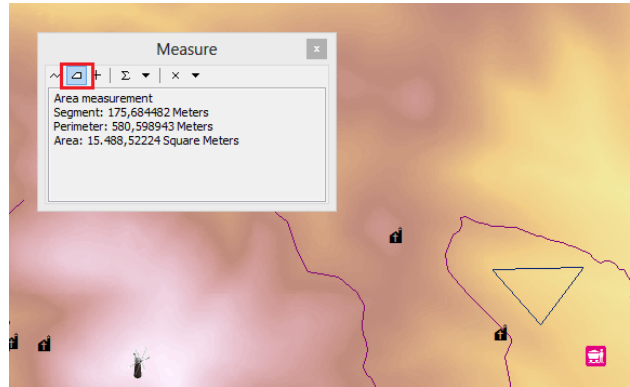 Measure
Area measurement
Segment: 175,684482 Meters
Perimeter: 580,598943 Meters
Area: 15.488,52224 Square Meters